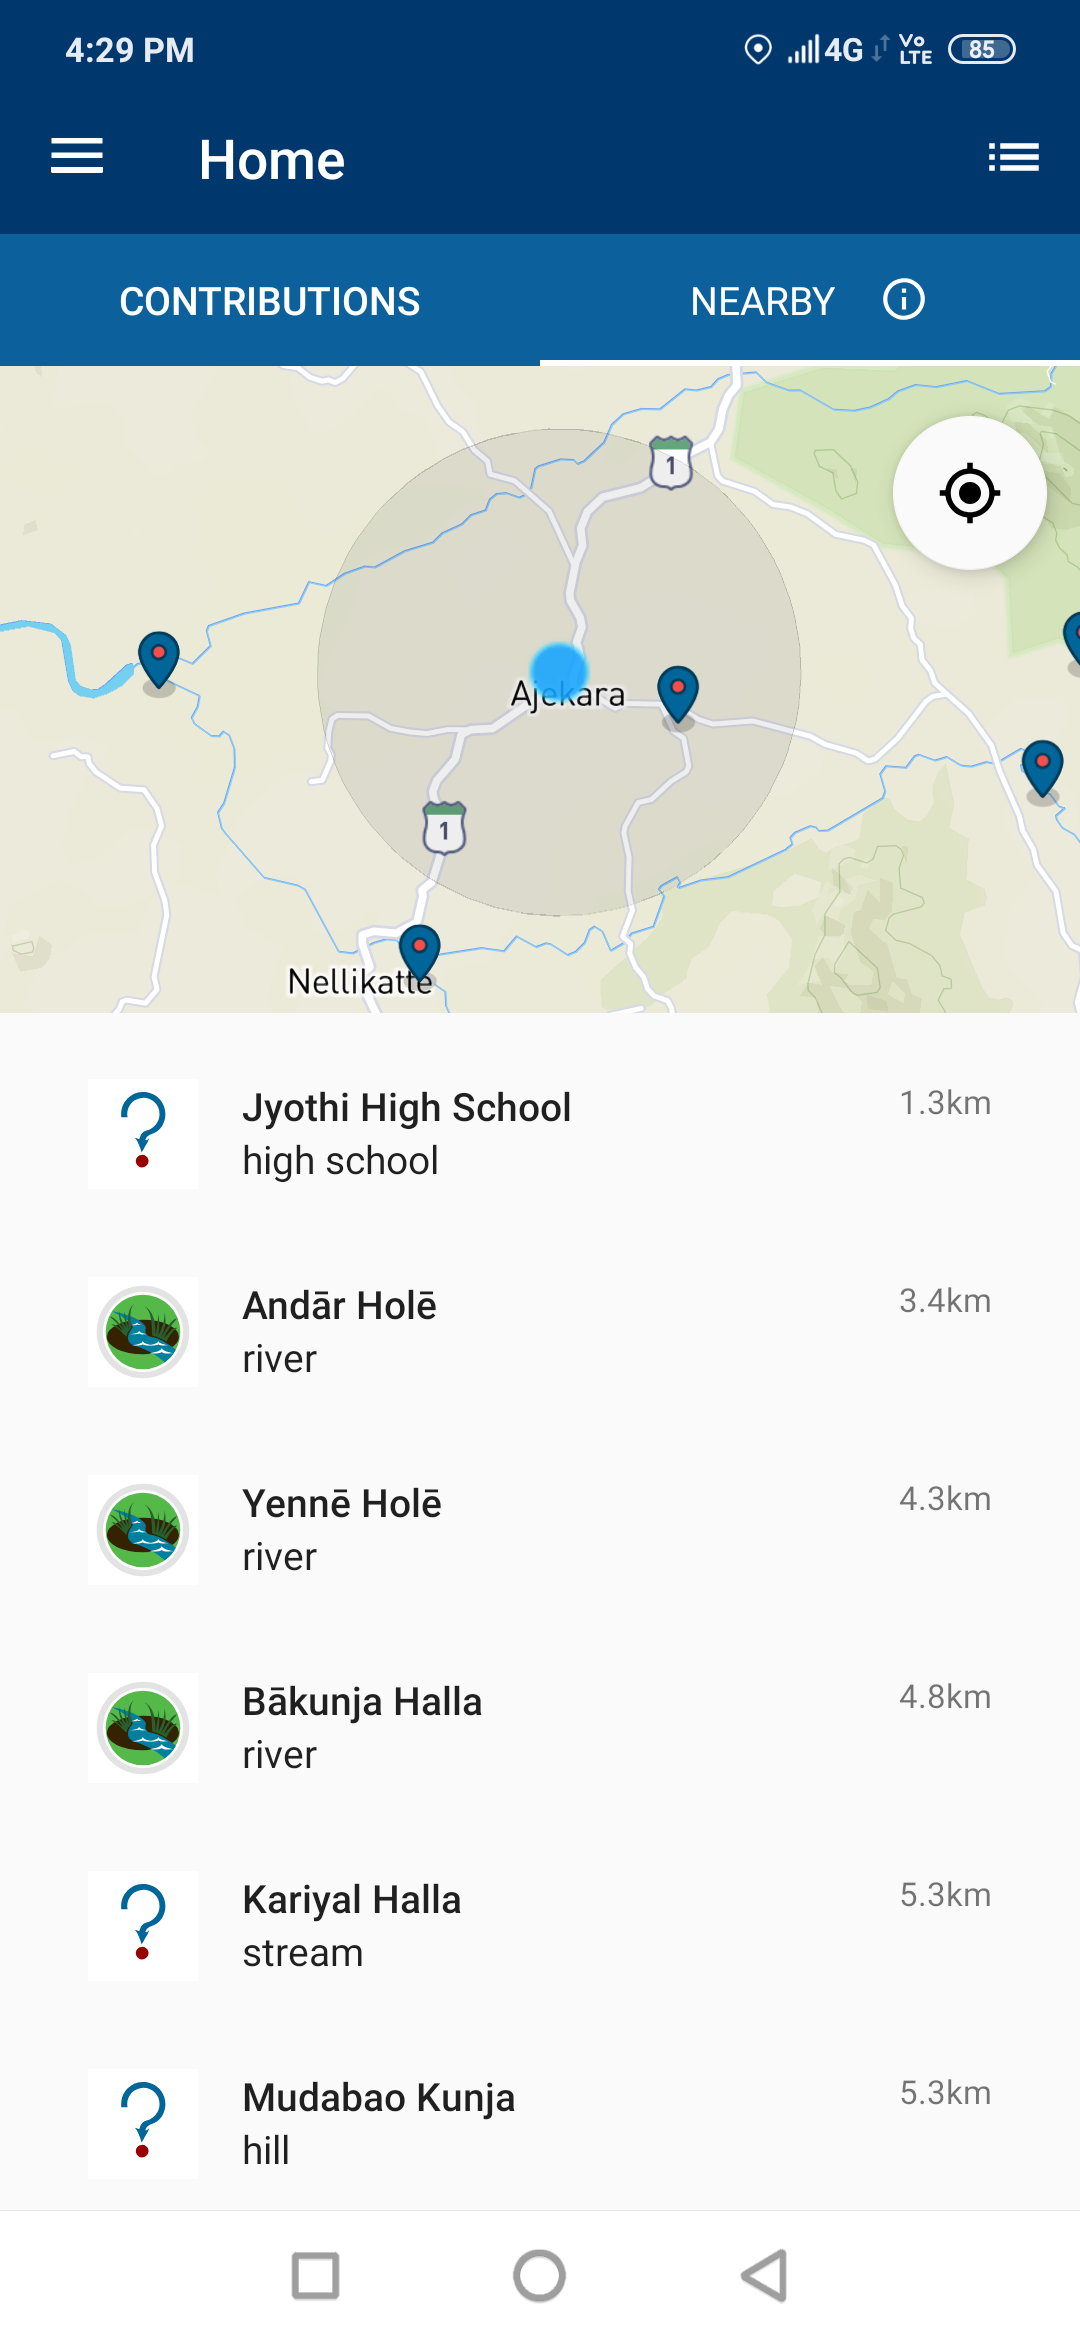 4:29 PM
4G Vo LTE 85
Home
CONTRIBUTIONS
NEARBY
1
Ajekara
1
Nellikatte
Jyothi High School 1.3km
high school
Andār Holē 3.4km
river
Yennē Holē 4.3km
river
Bākunja Halla 4.8km
river
Kariyal Halla 5.3km
stream
Mudabao Kunja 5.3km
hill